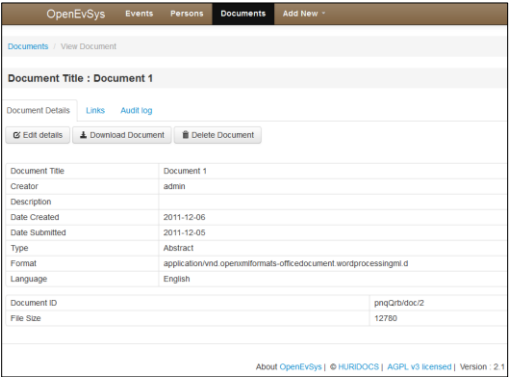 OpenEvSys Events Persons Documents Add New
Documents / View Document
Document Title : Document 1
Document Details Links Audit log
Edit details Download Document Delete Document
Document Title Document 1
Creator admin
Description
Date Created 2011-12-06
Date Submitted 2011-12-05
Type Abstract
Format application/vnd.openxmlformats-officedocument.wordprocessingml.d
Language English
Document ID pnqQrb/doc/2
File Size 12780
About OpenEvSys | © HURIDOCS | AGPL v3 licensed | Version : 2.1